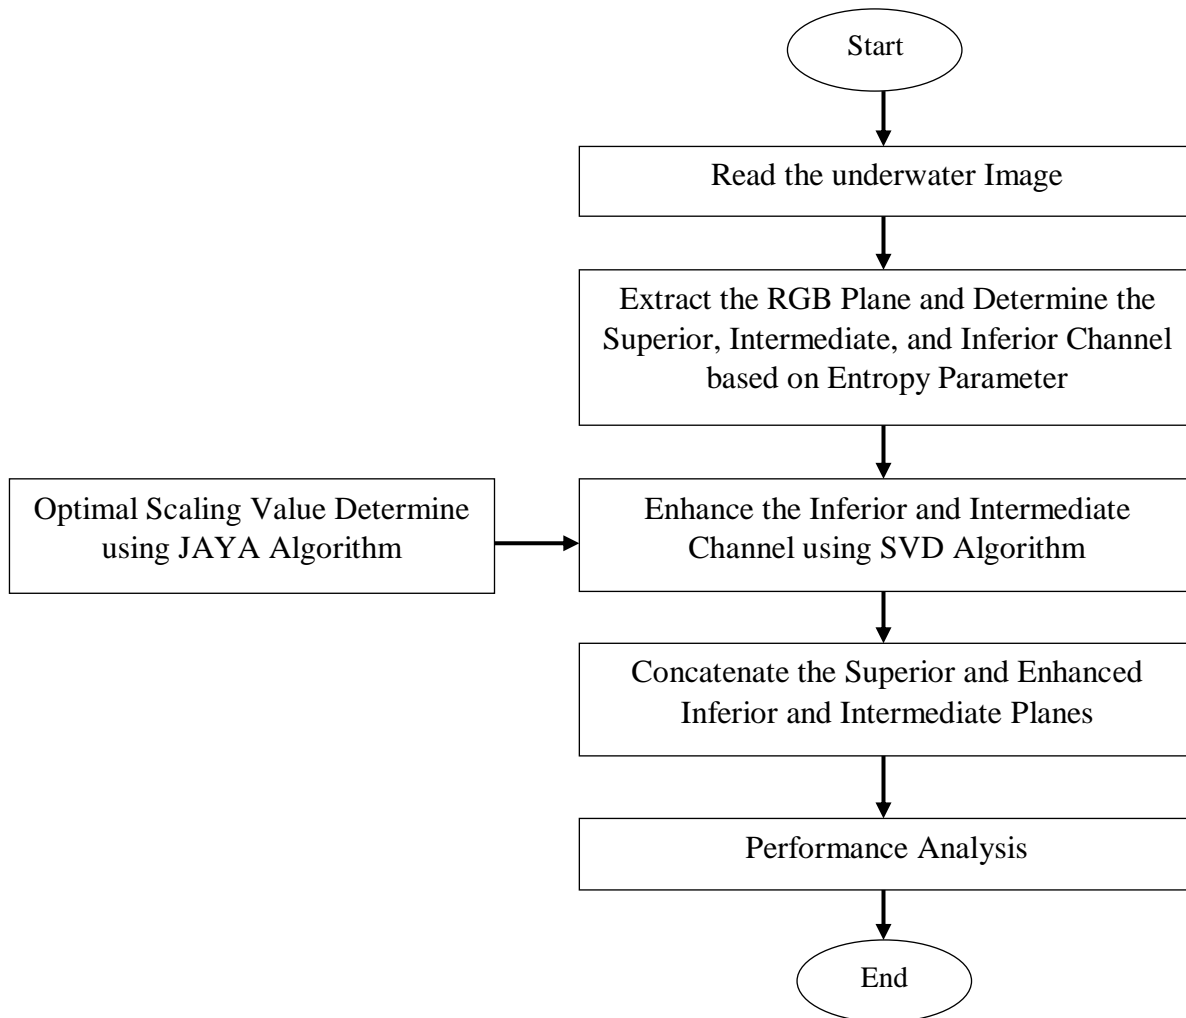 Start
Read the underwater Image
Extract the RGB Plane and Determine the
Superior, Intermediate, and Inferior Channel
based on Entropy Parameter
Optimal Scaling Value Determine
using JAYA Algorithm
Enhance the Inferior and Intermediate
Channel using SVD Algorithm
Concatenate the Superior and Enhanced
Inferior and Intermediate Planes
Performance Analysis
End